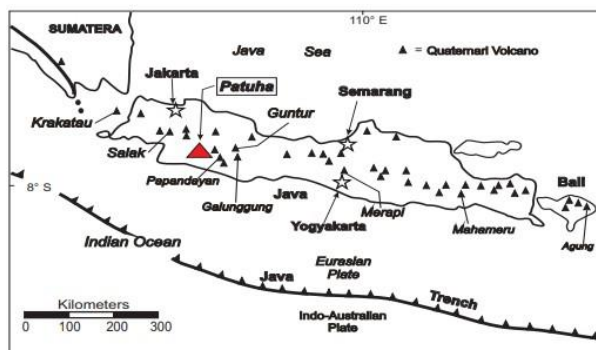 110° E
SUMATERA
Java Sea
▲ = Quaternari Volcano
Jakarta
Patuha
Guntur
Semarang
Krakatau
Salak
Papandayan
Galunggung
Java
Merapi
Mahameru
Bali
Agung
8° S
Yogyakarta
Indian Ocean
Eurasian
Plate
Java
Trench
Kilometers
0 100 200 300
Indo-Australian
Plate